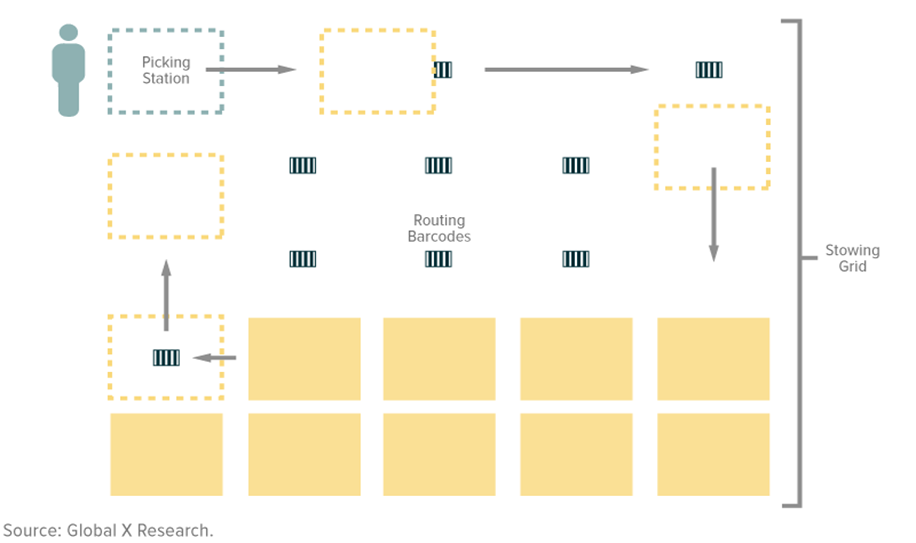 Picking
Station
Routing
Barcodes
Stowing
Grid
Source: Global X Research.